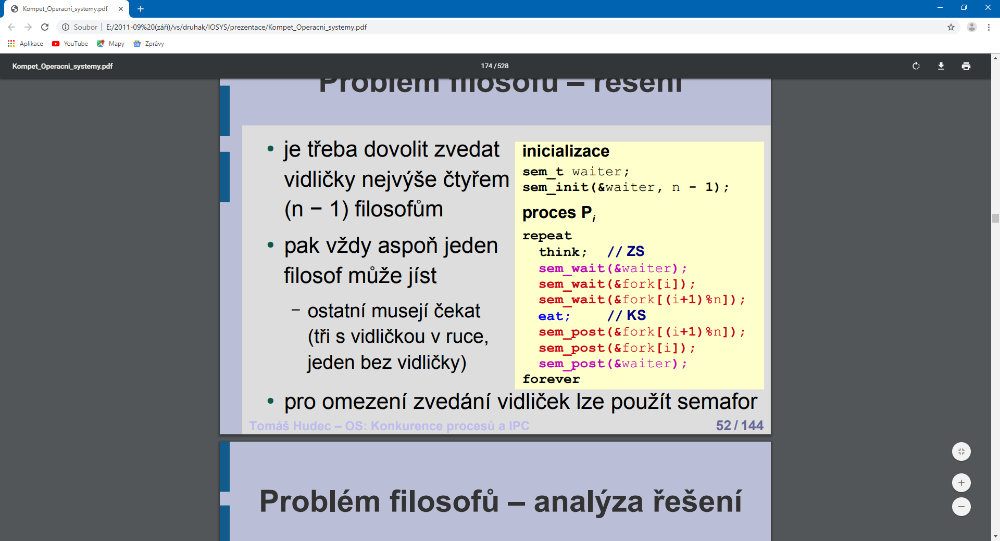 Kompet_Operacni_systemy.pdf
Soubor E:/2011-09%20(září)/vs/druhak/IOSYS/prezentace/Kompet_Operacni_systemy.pdf
Aplikace YouTube Mapy Zprávy
Kompet_Operacni_systemy.pdf 174 / 528
Problém filosofů – řešení
• je třeba dovolit zvedat
vidličky nejvýše čtyřem
(n − 1) filosofům
• pak vždy aspoň jeden
filosof může jíst
– ostatní musejí čekat
(tři s vidličkou v ruce,
jeden bez vidličky)
inicializace
sem_t waiter;
sem_init(&waiter, n - 1);
proces Pi
repeat
think; // ZS
sem_wait(&waiter);
sem_wait(&fork[i]);
sem_wait(&fork[(i+1)%n]);
eat; // KS
sem_post(&fork[(i+1)%n]);
sem_post(&fork[i]);
sem_post(&waiter);
forever
• pro omezení zvedání vidliček lze použít semafor
Tomáš Hudec – OS: Konkurence procesů a IPC 52 / 144
Problém filosofů – analýza řešení